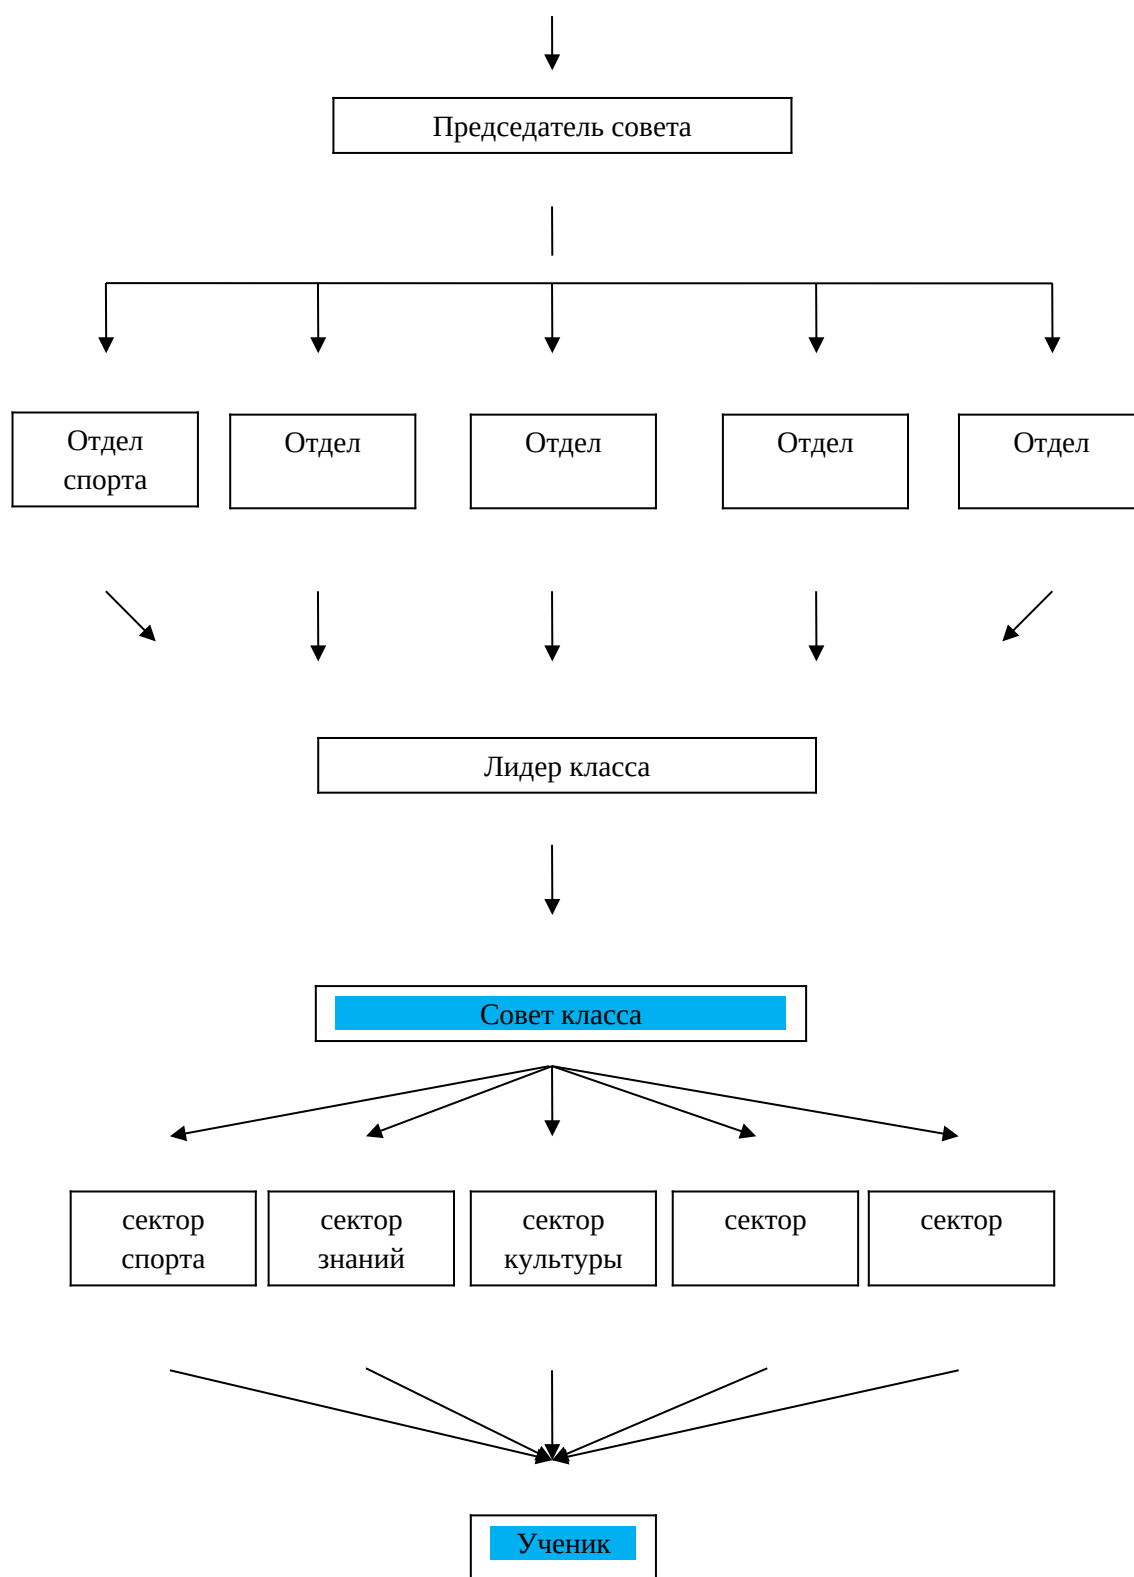 Председатель совета
Отдел
спорта
Отдел
Отдел
Отдел
Отдел
Лидер класса
Совет класса
сектор
спорта
сектор
знаний
сектор
культуры
сектор
сектор
Ученик